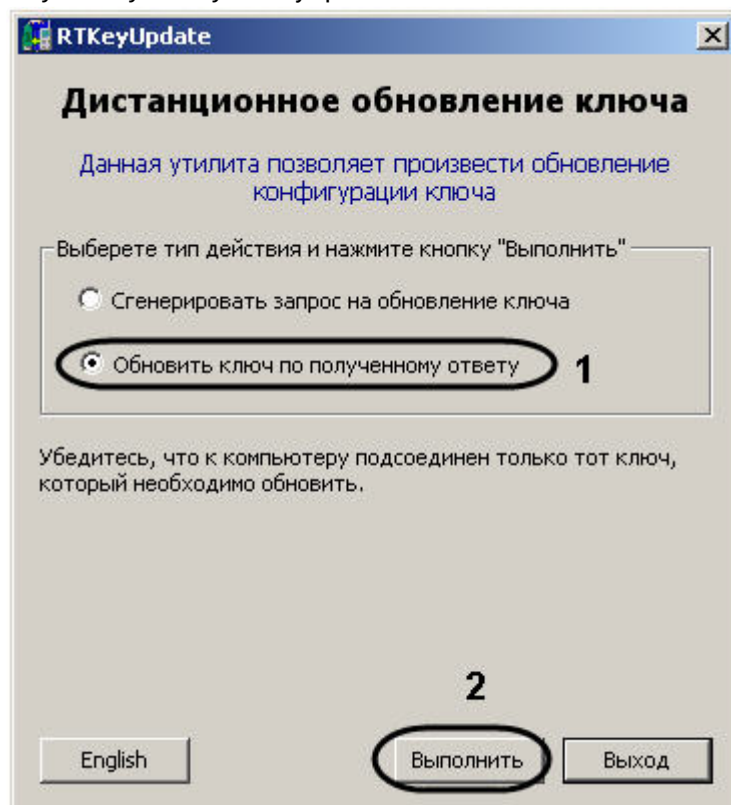 RTKeyUpdate
Дистанционное обновление ключа
Данная утилита позволяет произвести обновление
конфигурации ключа
Выберете тип действия и нажмите кнопку "Выполнить"
Сгенерировать запрос на обновление ключа
Обновить ключ по полученному ответу
1
Убедитесь, что к компьютеру подсоединен только тот ключ,
который необходимо обновить.
2
English Выполнить Выход